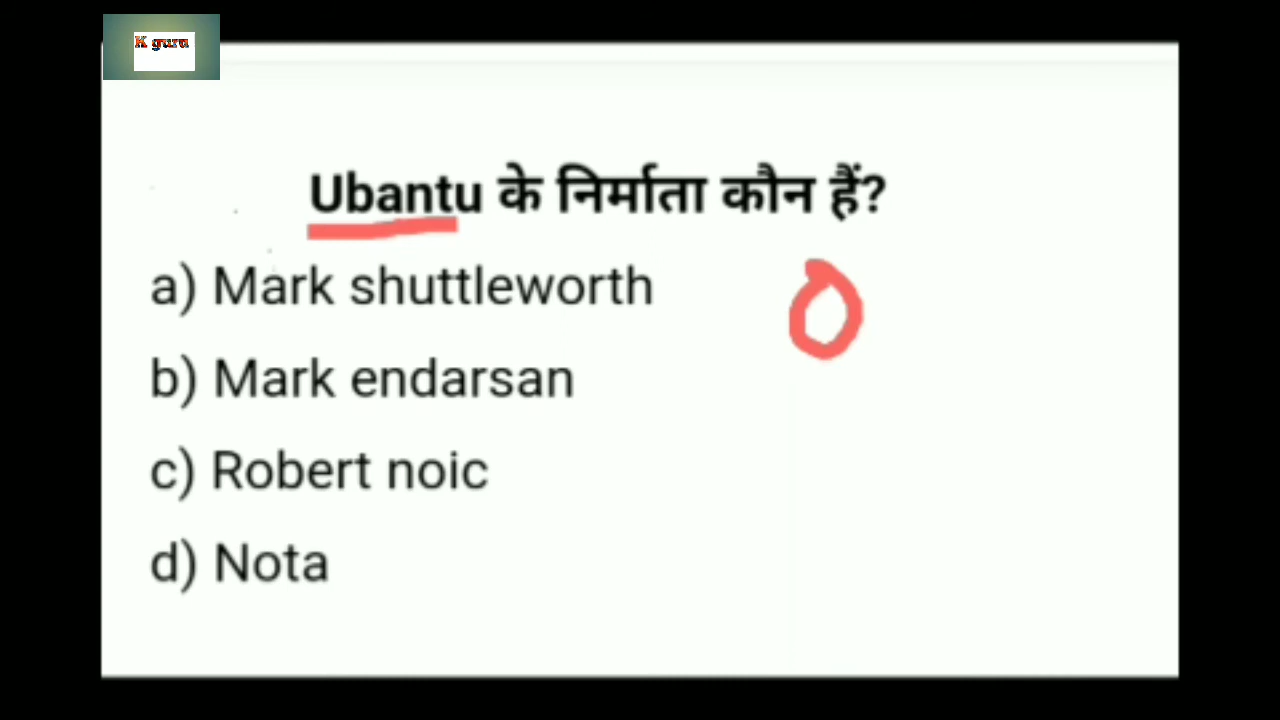 K guru
Ubantu के निर्माता कौन हैं?
a) Mark shuttleworth
b) Mark endarsan
c) Robert noic
d) Nota